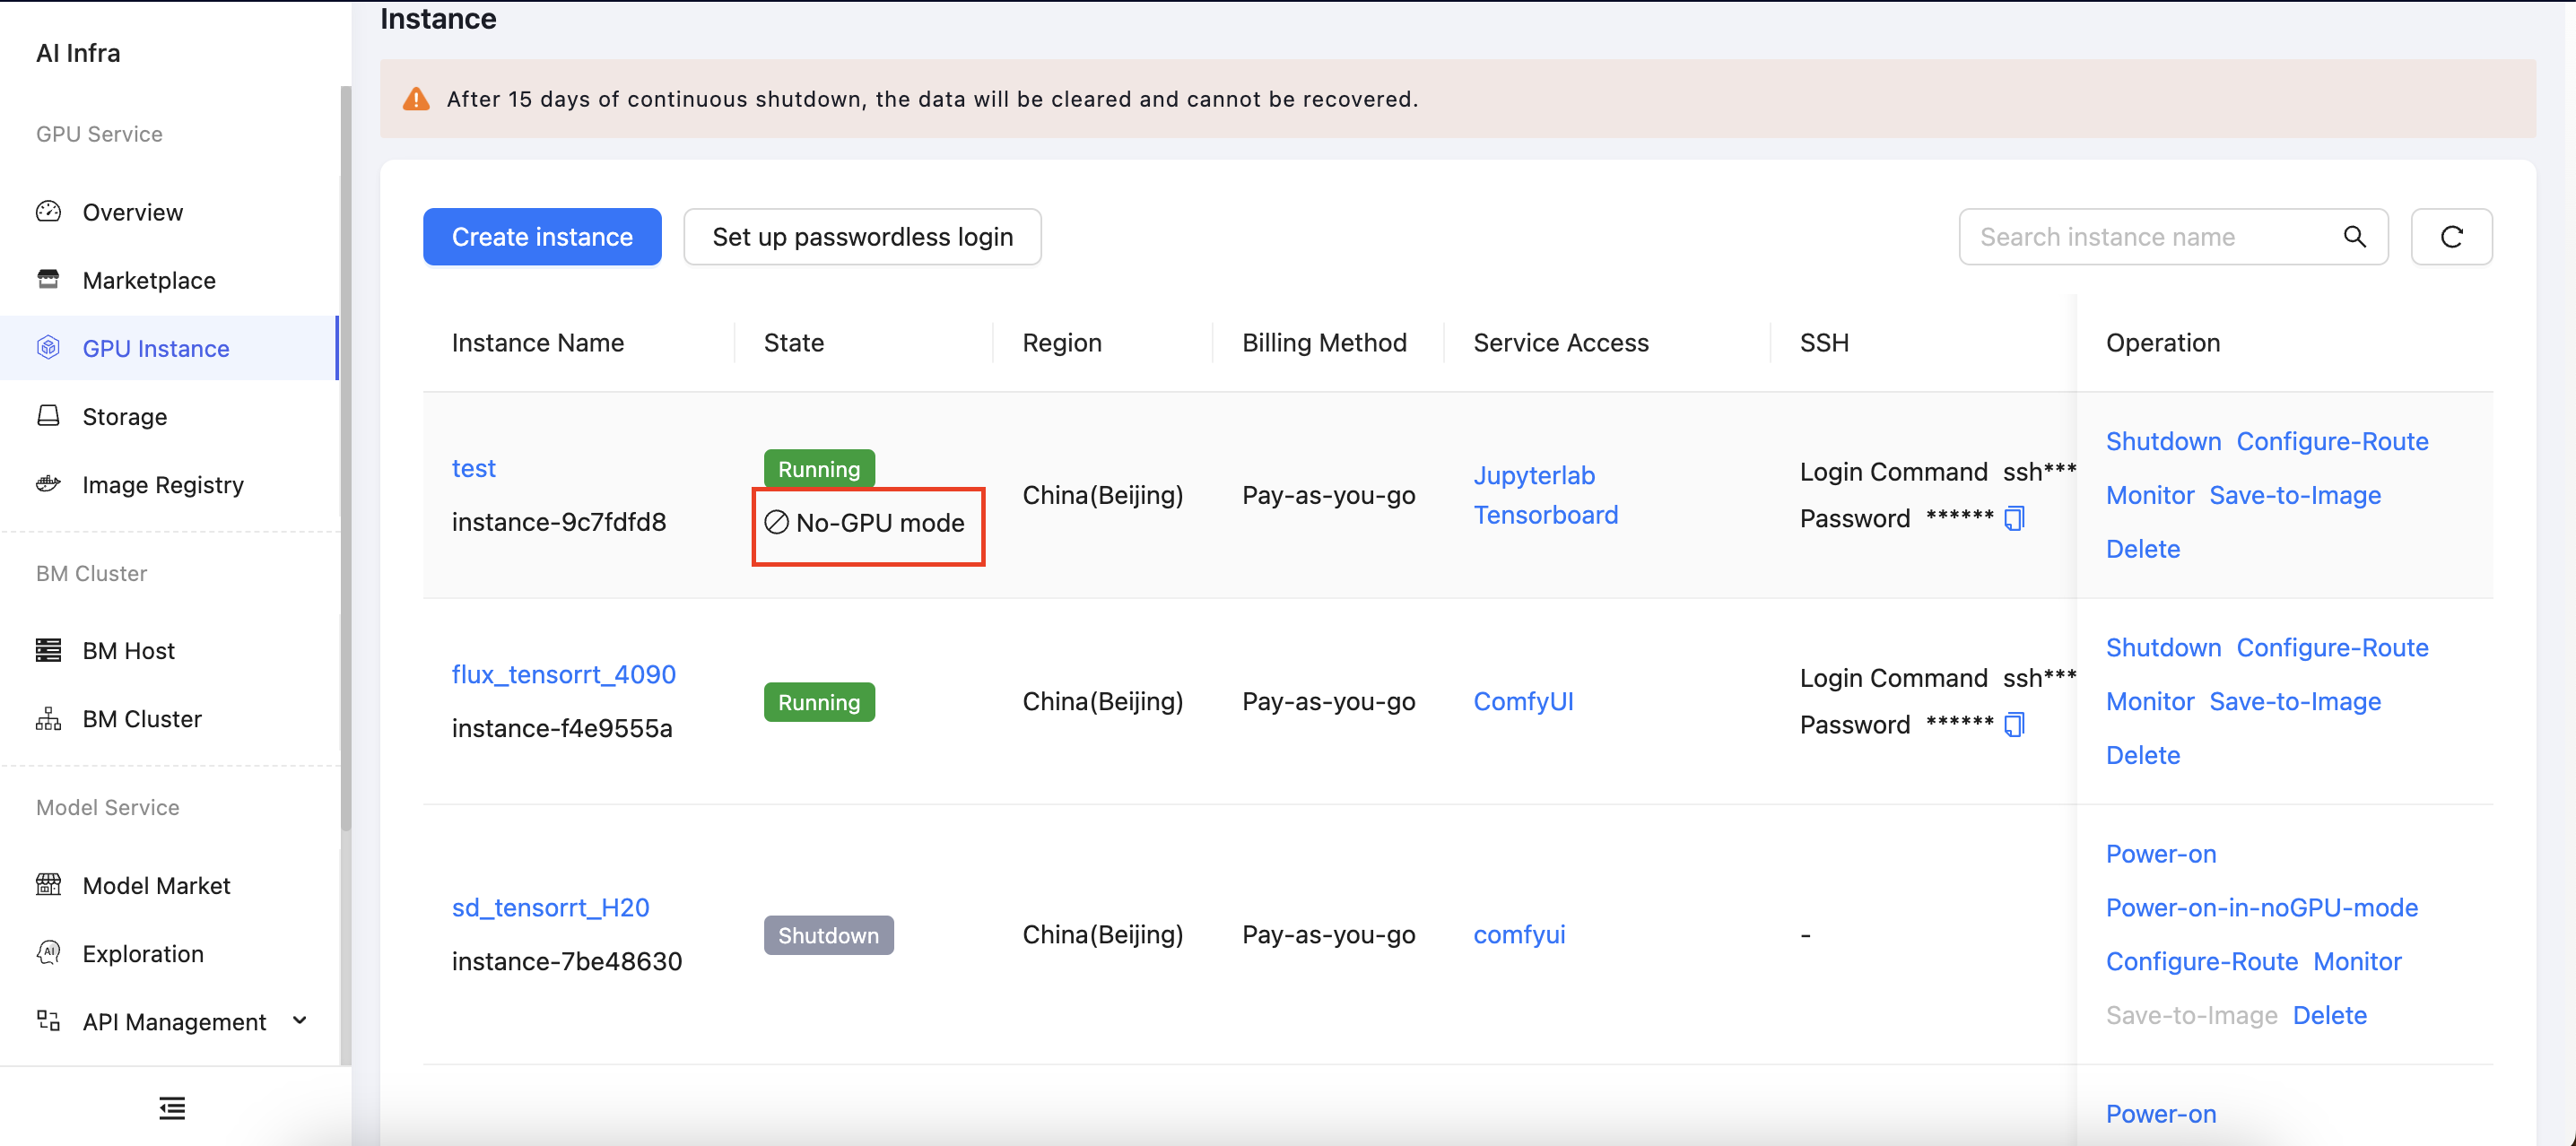 AI Infra
GPU Service
Overview
Marketplace
GPU Instance
Storage
Image Registry
BM Cluster
BM Host
BM Cluster
Model Service
Model Market
Exploration
API Management
Instance
After 15 days of continuous shutdown, the data will be cleared and cannot be recovered.
Create instance
Set up passwordless login
Search instance name
Instance Name
State
Region
Billing Method
Service Access
SSH
Operation
test
instance-9c7fdfd8
Running
No-GPU mode
China(Beijing)
Pay-as-you-go
Jupyterlab
Tensorboard
Login Command ssh***
Password ******
Shutdown Configure-Route
Monitor Save-to-Image
Delete
flux_tensorrt_4090
instance-f4e9555a
Running
China(Beijing)
Pay-as-you-go
ComfyUI
Login Command ssh***
Password ******
Shutdown Configure-Route
Monitor Save-to-Image
Delete
sd_tensorrt_H20
instance-7be48630
Shutdown
China(Beijing)
Pay-as-you-go
comfyui
-
Power-on
Power-on-in-noGPU-mode
Configure-Route Monitor
Save-to-Image Delete
Power-on